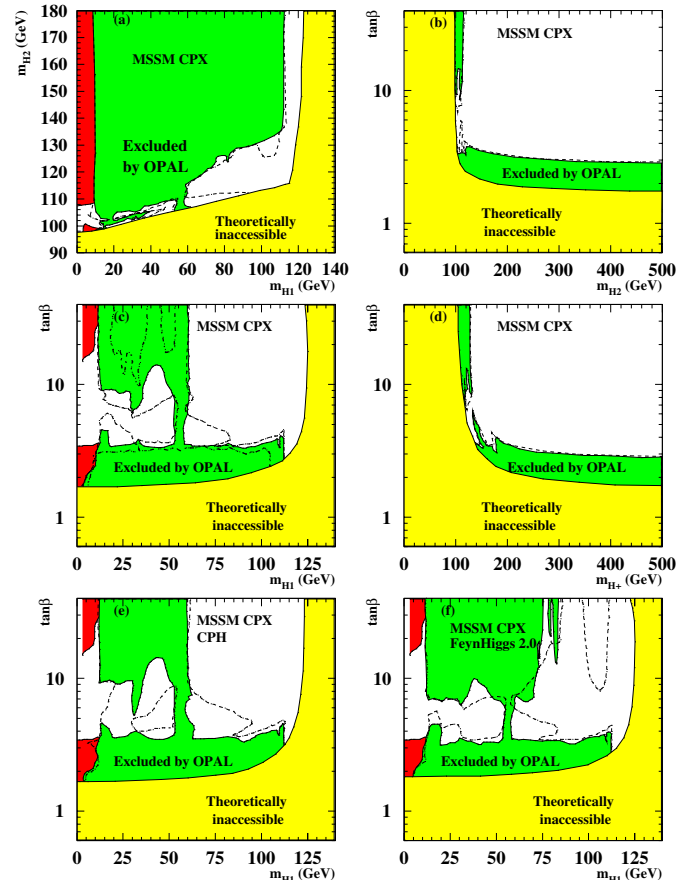 m_H2 (GeV)
180
170
160
150
140
130
120
110
100
90
(a)
MSSM CPX
Excluded
by OPAL
Theoretically
inaccessible
0 20 40 60 80 100 120 140
m_H1 (GeV)
tanβ
10
1
(b)
MSSM CPX
Excluded by OPAL
Theoretically
inaccessible
0 100 200 300 400 500
m_H2 (GeV)
tanβ
10
1
(c)
MSSM CPX
Excluded by OPAL
Theoretically
inaccessible
0 25 50 75 100 125
m_H1 (GeV)
tanβ
10
1
(d)
MSSM CPX
Excluded by OPAL
Theoretically
inaccessible
0 100 200 300 400 500
m_H+ (GeV)
tanβ
10
1
(e)
MSSM CPX
CPH
Excluded by OPAL
Theoretically
inaccessible
0 25 50 75 100 125
m_H1 (GeV)
tanβ
10
1
(f)
MSSM CPX
FeynHiggs 2.0
Excluded by OPAL
Theoretically
inaccessible
0 25 50 75 100 125
m_H1 (GeV)